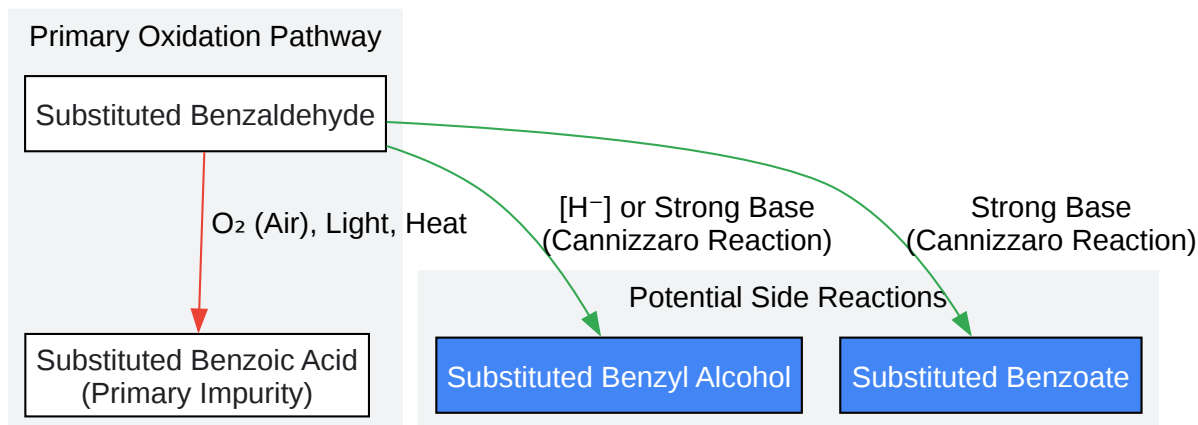 Primary Oxidation Pathway
Substituted Benzaldehyde
O₂ (Air), Light, Heat
[H⁻] or Strong Base
(Cannizzaro Reaction)
Strong Base
(Cannizzaro Reaction)
Potential Side Reactions
Substituted Benzoic Acid
(Primary Impurity)
Substituted Benzyl Alcohol
Substituted Benzoate